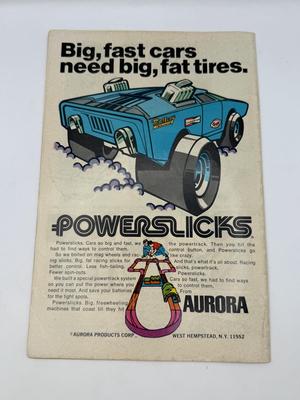 Big, fast cars
need big, fat tires.
POWERSLICKS
Powerslicks. Cars so big and fast, we
had to find ways to control them.
So we bolted on mag wheels and rac-
ing slicks. Big, fat racing slicks for
better control. Less fish-tailing.
Fewer spin-outs.
We built a special powertrack system
so you can put the power where you
need it most. And save your batteries
for the tight spots.
Powerslicks. Big, freewheeling
machines that coast till they hit
the powertrack. Then you hit the
control button, and Powerslicks go
like crazy.
And that's what it's all about. Racing
slicks, powertrack.
Powerslicks.
Cars so fast, we had to find ways
to control them.
From
AURORA
AURORA PRODUCTS CORP., WEST HEMPSTEAD, N.Y. 11552